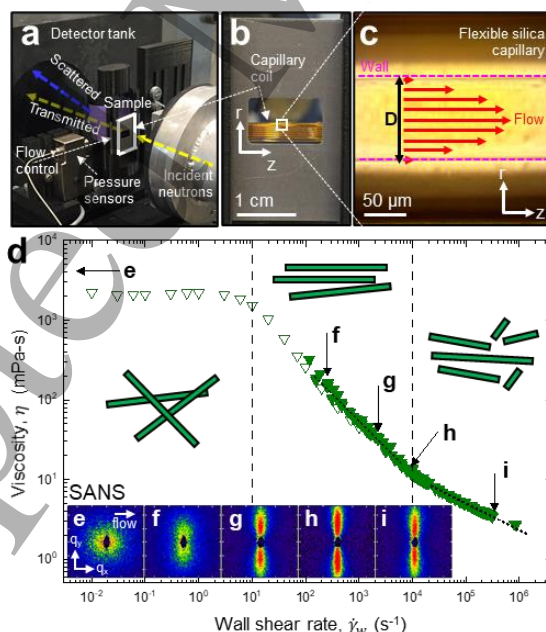 a
Detector tank
Scattered
Transmitted
Sample
Flow
control
Pressure
sensors
Incident
neutrons
b
Capillary
coil
r
z
1 cm
c
Flexible silica
capillary
Wall
D
Flow
50 µm
r
z
d
Viscosity, η (mPa-s)
10⁴
10³
10²
10¹
10⁰
e
f
g
h
i
SANS
e
flow
qy
qx
f
g
h
i
10⁻² 10⁻¹ 10⁰ 10¹ 10² 10³ 10⁴ 10⁵ 10⁶
Wall shear rate, γ̇w (s⁻¹)